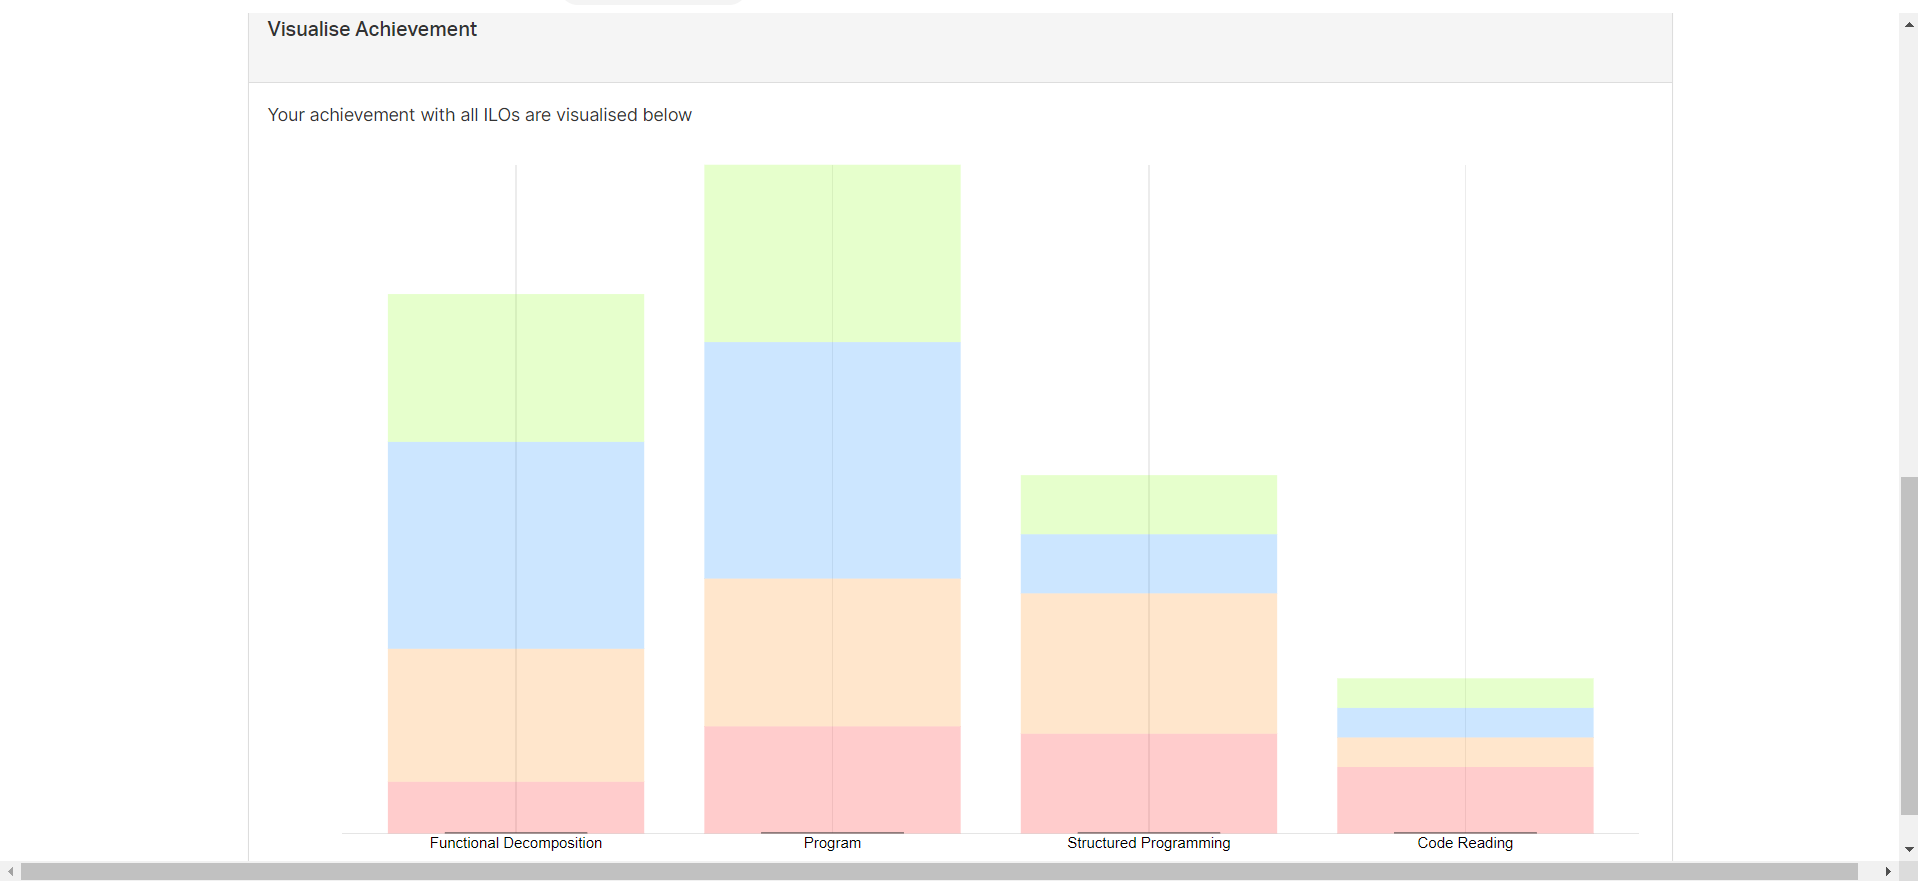 Visualise Achievement
Your achievement with all ILOs are visualised below
Functional Decomposition
Program
Structured Programming
Code Reading